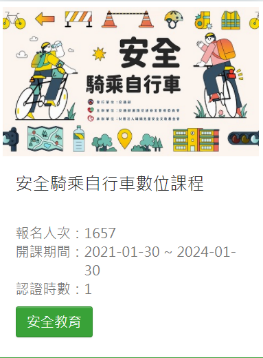 安全
騎乘自行車
安全騎乘自行車數位課程
報名人次：1657
開課期間：2021-01-30 ~ 2024-01-
30
認證時數：1
安全教育